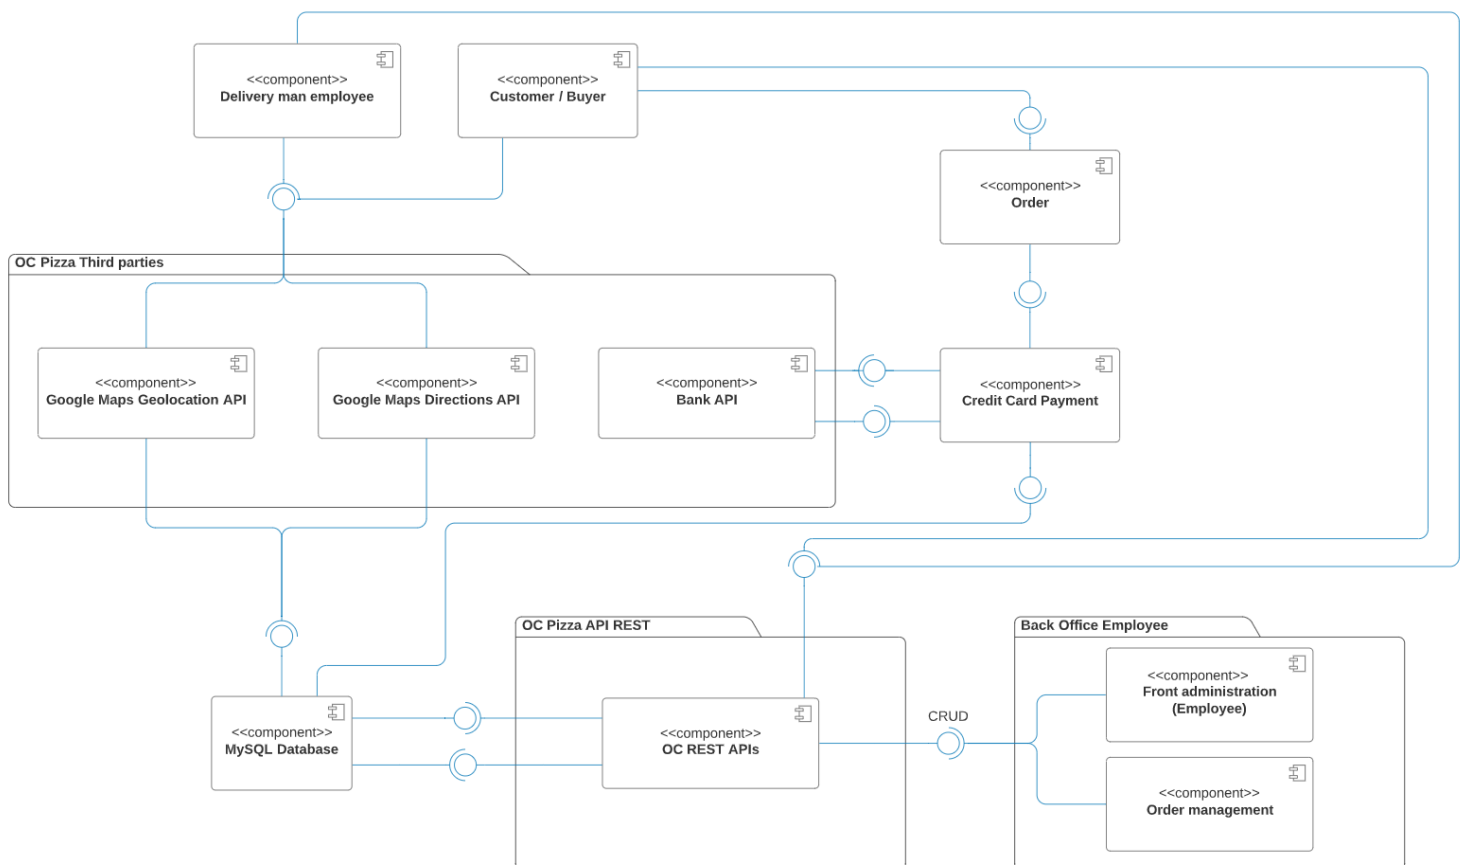 <<component>>
Delivery man employee
<<component>>
Customer / Buyer
<<component>>
Order
OC Pizza Third parties
<<component>>
Google Maps Geolocation API
<<component>>
Google Maps Directions API
<<component>>
Bank API
<<component>>
Credit Card Payment
OC Pizza API REST
Back Office Employee
<<component>>
Front administration
(Employee)
<<component>>
MySQL Database
<<component>>
OC REST APIs
CRUD
<<component>>
Order management